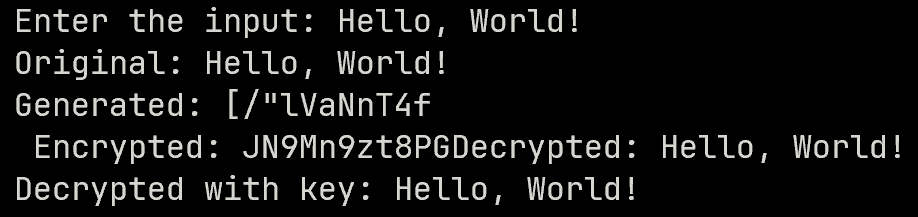 Enter the input: Hello, World!
Original: Hello, World!
Generated: [/"lVaNnT4f
 Encrypted: JN9Mn9zt8PGDecrypted: Hello, World!
Decrypted with key: Hello, World!